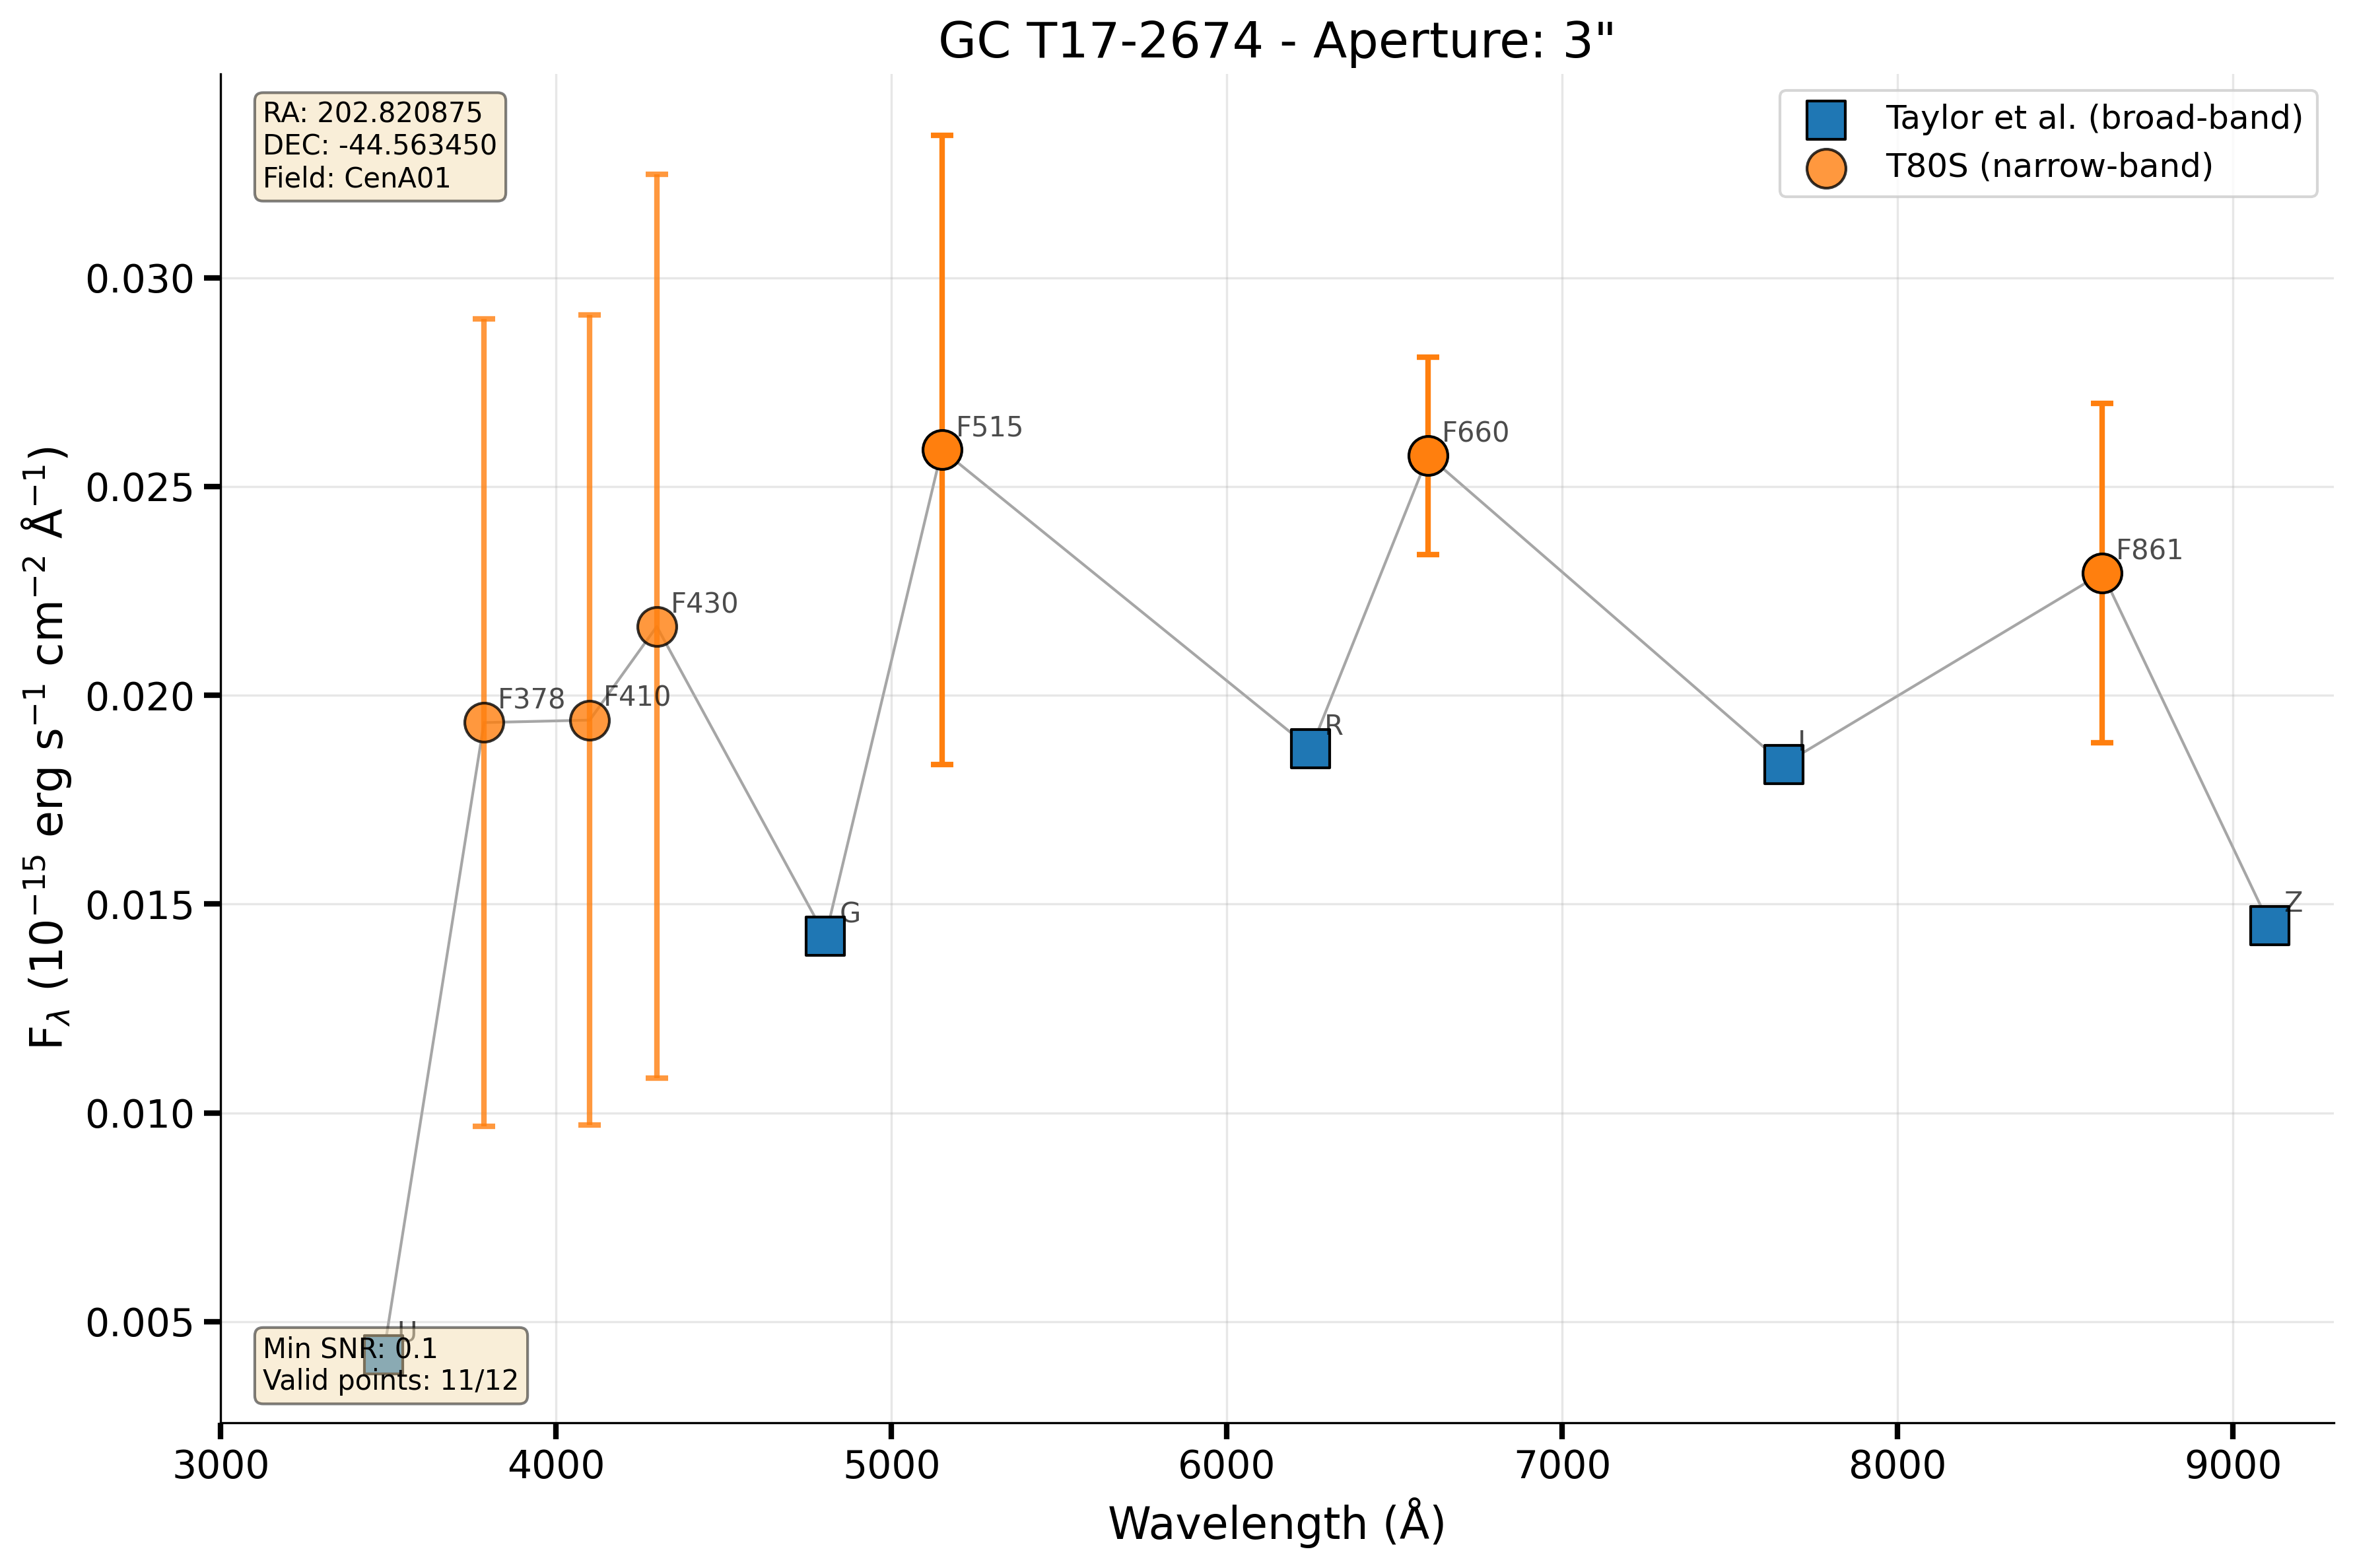 GC T17-2674 - Aperture: 3"
RA: 202.820875
DEC: -44.563450
Field: CenA01
Taylor et al. (broad-band)
T80S (narrow-band)
0.030
0.025
0.020
0.015
0.010
0.005
F515
F660
F861
F430
F378
F410
R
I
G
Z
U
Min SNR: 0.1
Valid points: 11/12
3000
4000
5000
6000
7000
8000
9000
Wavelength (Å)
F_λ (10⁻¹⁵ erg s⁻¹ cm⁻² Å⁻¹)